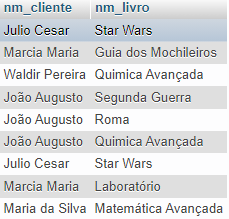 nm_cliente nm_livro
Julio Cesar Star Wars
Marcia Maria Guia dos Mochileiros
Waldir Pereira Quimica Avançada
João Augusto Segunda Guerra
João Augusto Roma
João Augusto Quimica Avançada
Julio Cesar Star Wars
Marcia Maria Laboratório
Maria da Silva Matemática Avançada